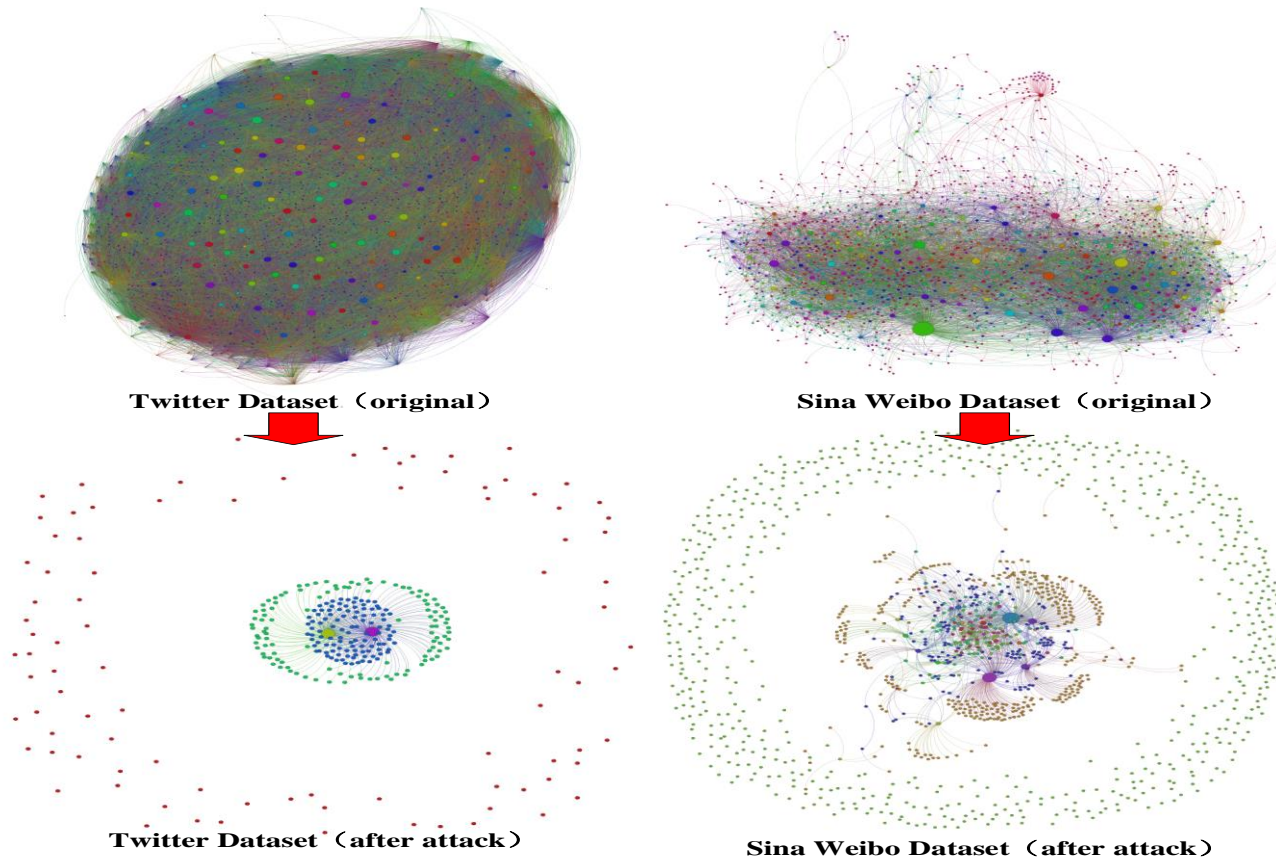 Twitter Dataset（original）
Sina Weibo Dataset（original）
Twitter Dataset（after attack）
Sina Weibo Dataset（after attack）